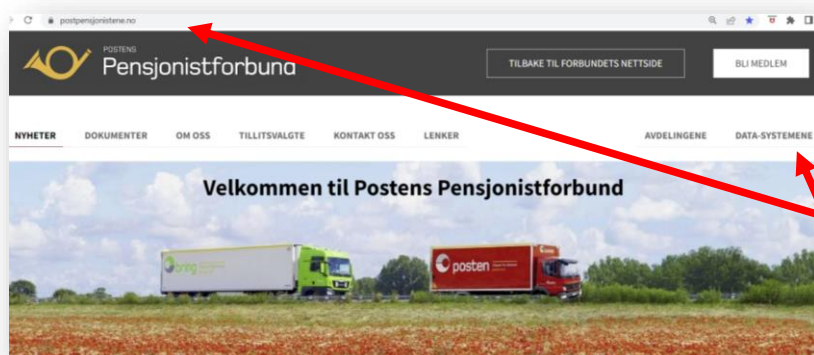 postpensjonistene.no
POSTENS
Pensjonistforbund
TILBAKE TIL FORBUNDETS NETTSIDE
BLI MEDLEM
NYHETER DOKUMENTER OM OSS TILLITSVALGTE KONTAKT OSS LENKER AVDELINGENE DATA-SYSTEMENE
Velkommen til Postens Pensjonistforbund
bring
posten